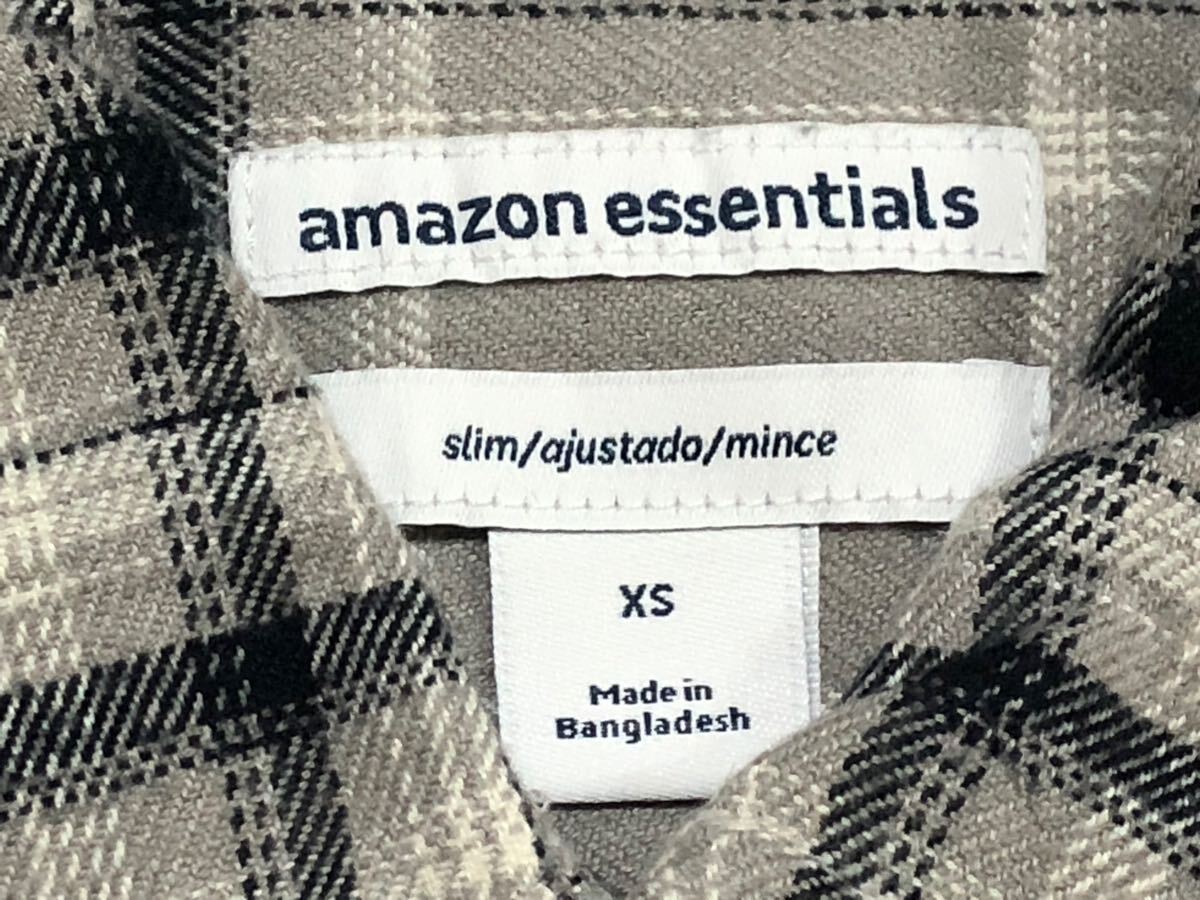 amazon essentials
slim/ajustado/mince
XS
Made in
Bangladesh